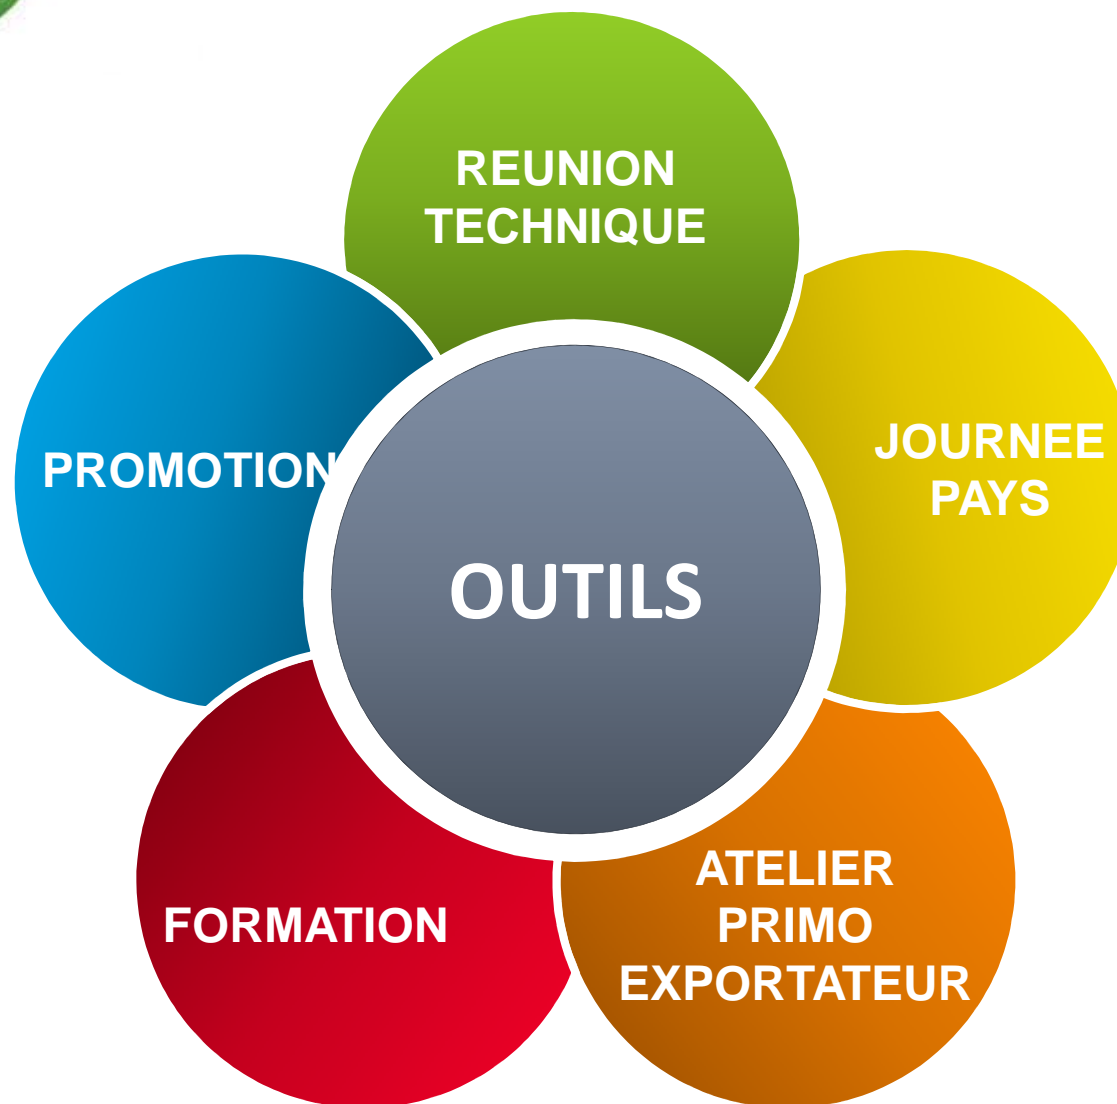 REUNION
TECHNIQUE
JOURNEE
PAYS
PROMOTION
OUTILS
ATELIER
PRIMO
EXPORTATEUR
FORMATION